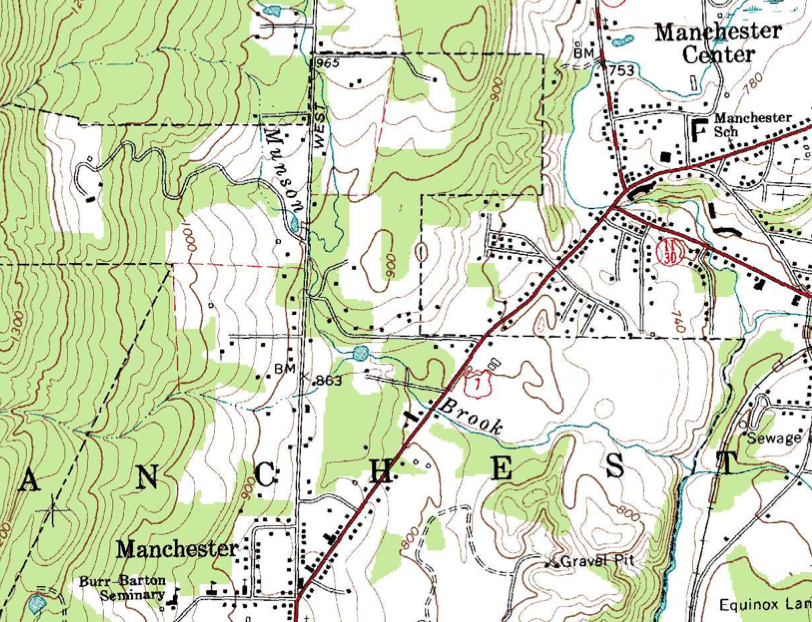 Manchester
Center
BM
753
965
WEST
900
780
Manchester
Sch
Munson
1000
900
11
30
740
1300
BM
863
7
Brook
Sewage
A N C H E S T
900
800
800
Manchester
Gravel Pit
Burr-Barton
Seminary
Equinox Lan